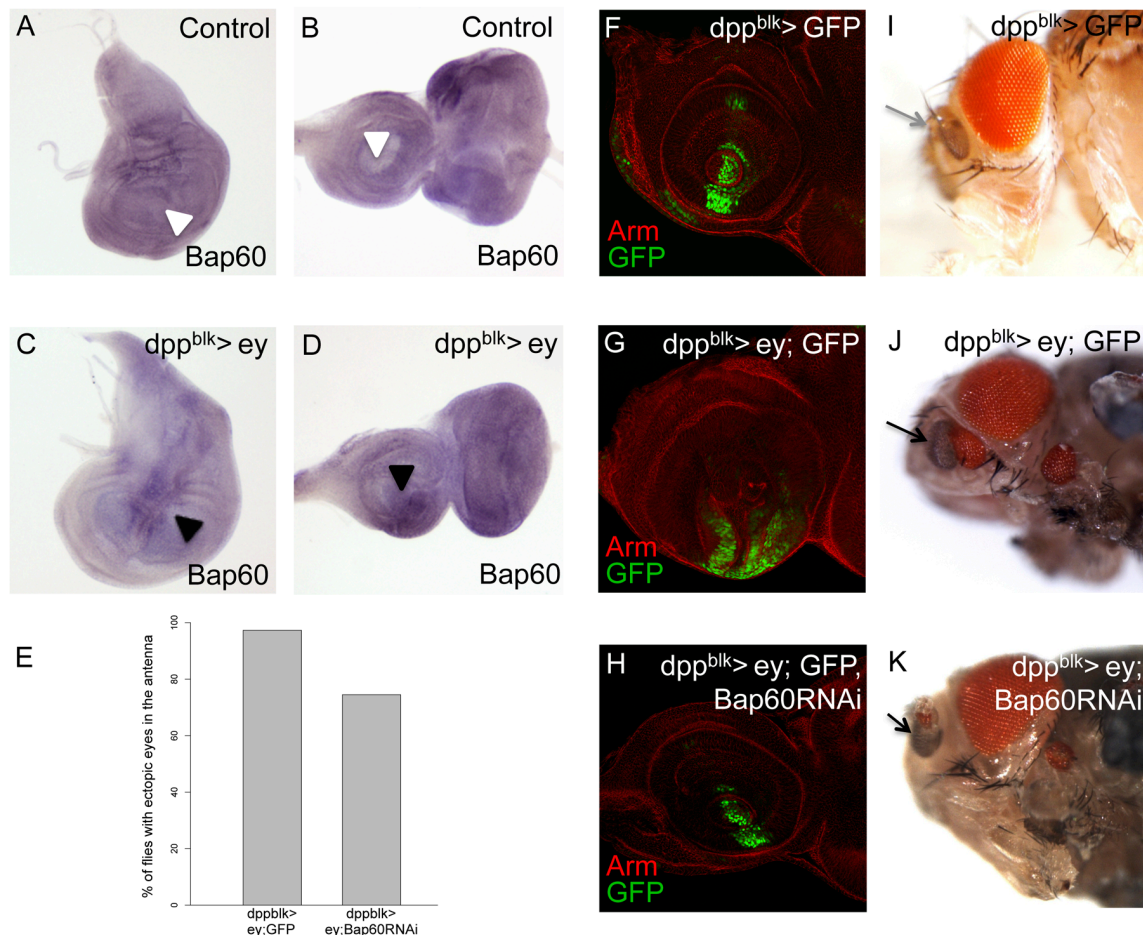 A
Control
Bap60
B
Control
Bap60
C
dpp^blk> ey
Bap60
D
dpp^blk> ey
Bap60
E
% of flies with ectopic eyes in the antenna
100
80
60
40
20
0
dppblk>
ey;GFP
dppblk>
ey;Bap60RNAi
F
dpp^blk> GFP
Arm
GFP
G
dpp^blk> ey; GFP
Arm
GFP
H
dpp^blk> ey; GFP,
Bap60RNAi
Arm
GFP
I
dpp^blk> GFP
J
dpp^blk> ey; GFP
K
dpp^blk> ey;
Bap60RNAi